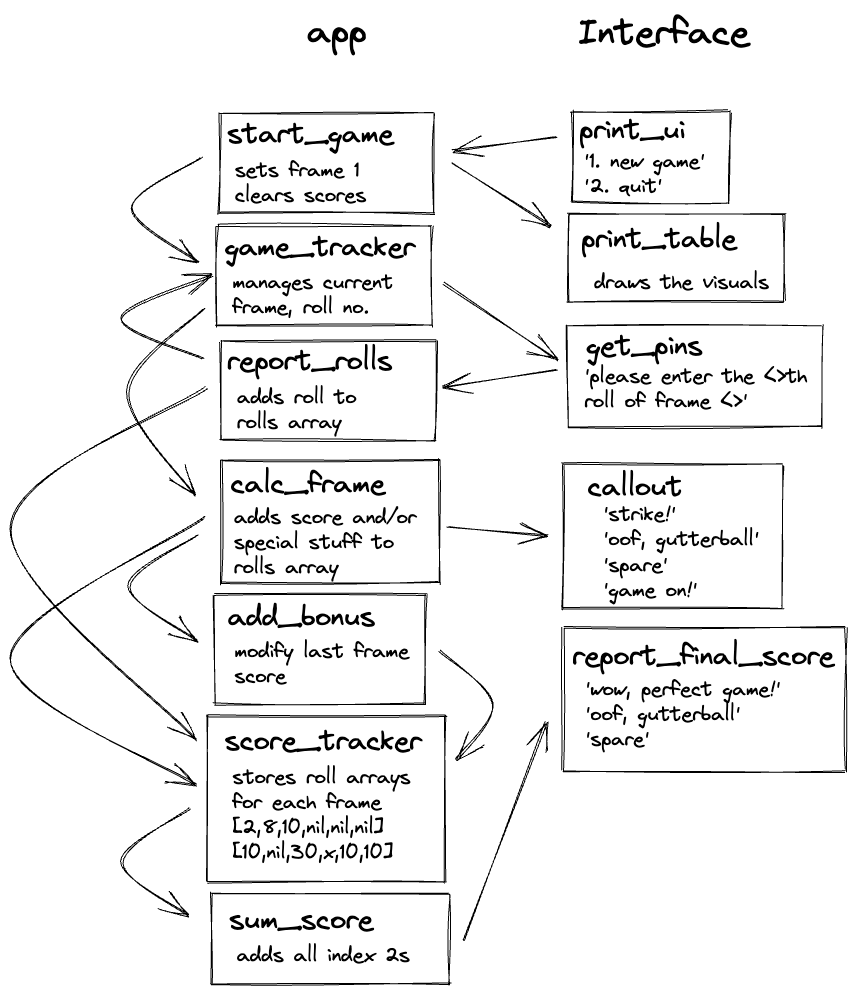 app
Interface
start_game
sets frame 1
clears scores
game_tracker
manages current
frame, roll no.
report_rolls
adds roll to
rolls array
calc_frame
adds score and/or
special stuff to
rolls array
add_bonus
modify last frame
score
score_tracker
stores roll arrays
for each frame
[2,8,10,nil,nil,nil]
[10,nil,30,x,10,10]
sum_score
adds all index 2s
print_ui
'1. new game'
'2. quit'
print_table
draws the visuals
get_pins
'please enter the <>th
roll of frame <>'
callout
'strike!'
'oof, gutterball'
'spare'
'game on!'
report_final_score
'wow, perfect game!'
'oof, gutterball'
'spare'